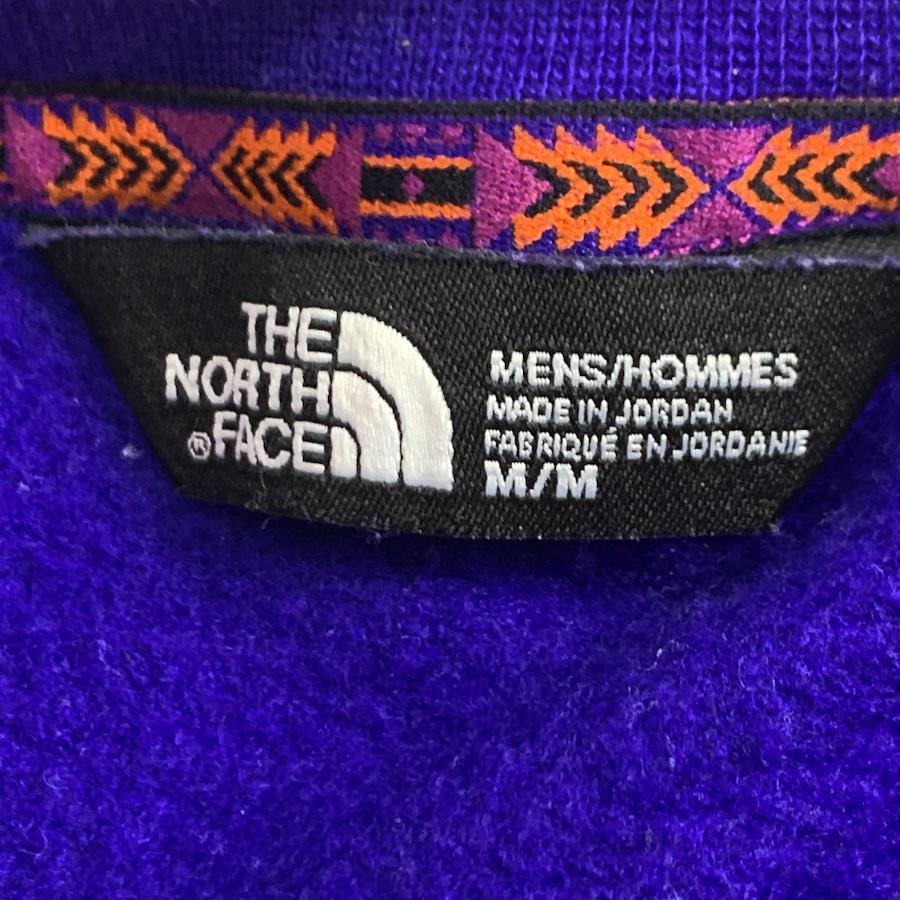 THE
NORTH
®FACE
MENS/HOMMES
MADE IN JORDAN
FABRIQUÉ EN JORDANIE
M/M